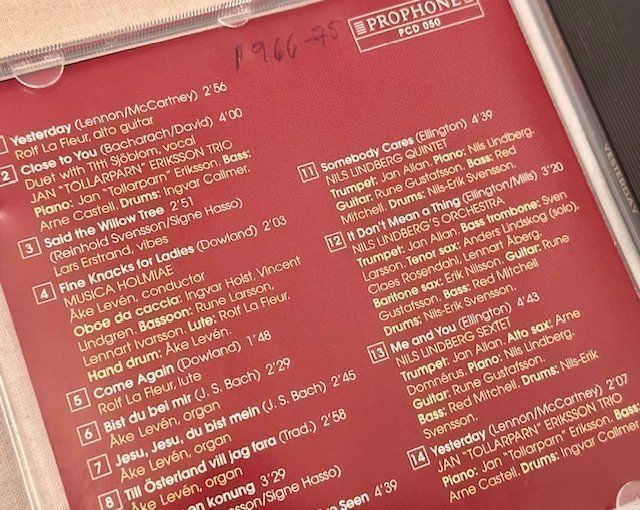 PROPHONE
PCD 050
1 Yesterday (Lennon/McCartney) 2'56
Rolf La Fleur, alto guitar
2 Close to You (Bacharach/David) 4'00
Duet with Titti Sjöblom, vocal
JAN "TOLLARPARN" ERIKSSON TRIO
Piano: Jan "Tollarparn" Eriksson. Bass:
Arne Castell. Drums: Ingvar Callmer.
3 Said the Willow Tree 2'51
(Reinhold Svensson/Signe Hasso)
Lars Erstrand, vibes
4 Fine Knacks for Ladies (Dowland) 2'03
MUSICA HOLMIAE
Åke Levén, conductor
Oboe da caccia: Ingvar Holst, Vincent
Lindgren. Bassoon: Rune Larsson,
Lennart Ivarsson. Lute: Rolf La Fleur.
Hand drum: Åke Levén.
5 Come Again (Dowland) 1'48
Rolf La Fleur, lute
6 Bist du bei mir (J. S. Bach) 2'29
Åke Levén, organ
7 Jesu, Jesu, du bist mein (J. S. Bach) 2'45
Åke Levén, organ
8 Till Österland vill jag fara (Trad.) 2'58
Åke Levén, organ
en konung 3'29
sson/Signe Hasso)
Seen 4'39
11 Somebody Cares (Ellington) 4'39
NILS LINDBERG QUINTET
Trumpet: Jan Allan. Piano: Nils Lindberg.
Guitar: Rune Gustafsson. Bass: Red
Mitchell. Drums: Nils-Erik Svensson.
12 It Don't Mean a Thing (Ellington/Mills) 3'20
NILS LINDBERG'S ORCHESTRA
Trumpet: Jan Allan. Bass trombone: Sven
Larsson. Tenor sax: Anders Lindskog (solo),
Claes Rosendahl, Lennart Åberg.
Baritone sax: Erik Nilsson. Guitar: Rune
Gustafsson. Bass: Red Mitchell
Drums: Nils-Erik Svensson.
13 Me and You (Ellington) 4'43
NILS LINDBERG SEXTET
Trumpet: Jan Allan. Alto sax: Arne
Domnérus. Piano: Nils Lindberg.
Guitar: Rune Gustafsson.
Bass: Red Mitchell. Drums: Nils-Erik
Svensson.
14 Yesterday (Lennon/McCartney) 2'07
JAN "TOLLARPARN" ERIKSSON TRIO
Piano: Jan "Tollarparn" Eriksson. Bass:
Arne Castell. Drums: Ingvar Callmer.
YESTERDAY